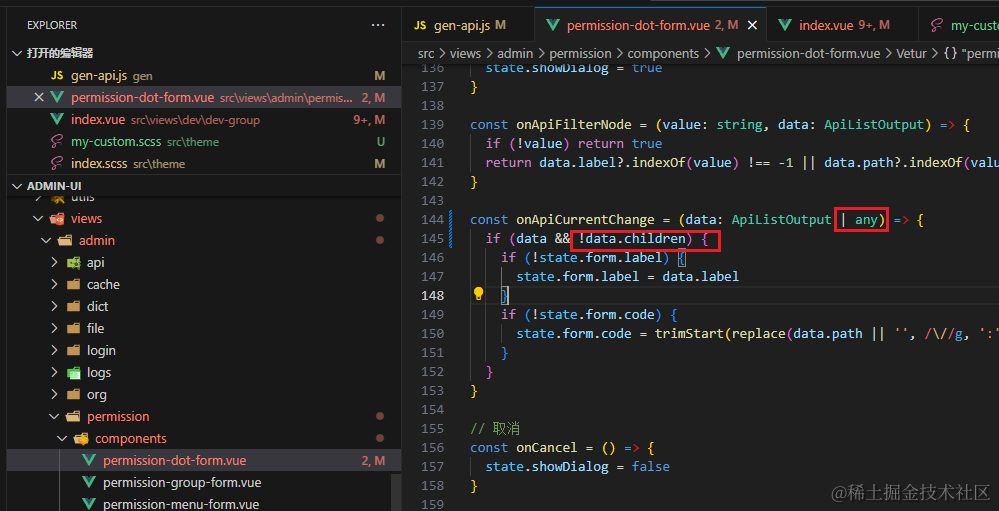 EXPLORER
打开的编辑器
JS gen-api.js gen M
permission-dot-form.vue src\views\admin\permis... 2, M
index.vue src\views\dev\dev-group 9+, M
my-custom.scss src\theme U
index.scss src\theme M
ADMIN-UI
utils
views
admin
api
cache
dict
file
login
logs
org
permission
components
permission-dot-form.vue 2, M
permission-group-form.vue
permission-menu-form.vue
JS gen-api.js M permission-dot-form.vue 2, M index.vue 9+, M my-custo
src > views > admin > permission > components > permission-dot-form.vue > Vetur > {} "permi
136 state.showDialog = true
137 }
138
139 const onApiFilterNode = (value: string, data: ApiListOutput) => {
140 if (!value) return true
141 return data.label?.indexOf(value) !== -1 || data.path?.indexOf(valu
142 }
143
144 const onApiCurrentChange = (data: ApiListOutput | any) => {
145 if (data && !data.children) {
146 if (!state.form.label) {
147 state.form.label = data.label
148 }
149 if (!state.form.code) {
150 state.form.code = trimStart(replace(data.path || '', /\//g, ':'
151 }
152 }
153 }
154
155 // 取消
156 const onCancel = () => {
157 state.showDialog = false
158 }
159
@稀土掘金技术社区